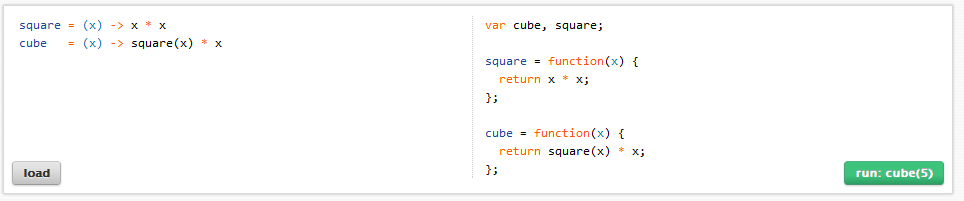 square = (x) -> x * x
cube   = (x) -> square(x) * x
load
var cube, square;
square = function(x) {
  return x * x;
};
cube = function(x) {
  return square(x) * x;
};
run: cube(5)